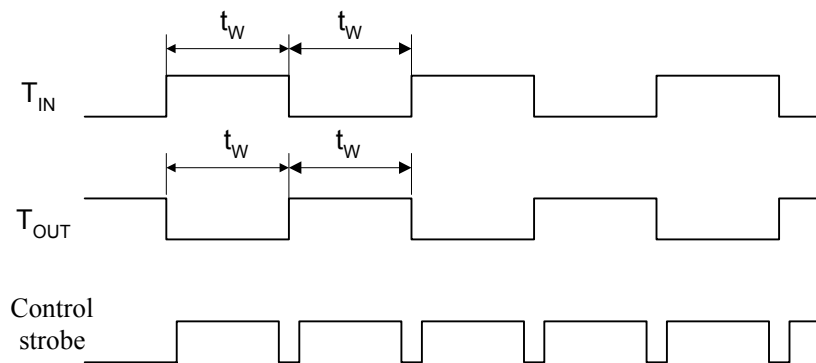 t_W t_W
T_IN
t_W t_W
T_OUT
Control
strobe